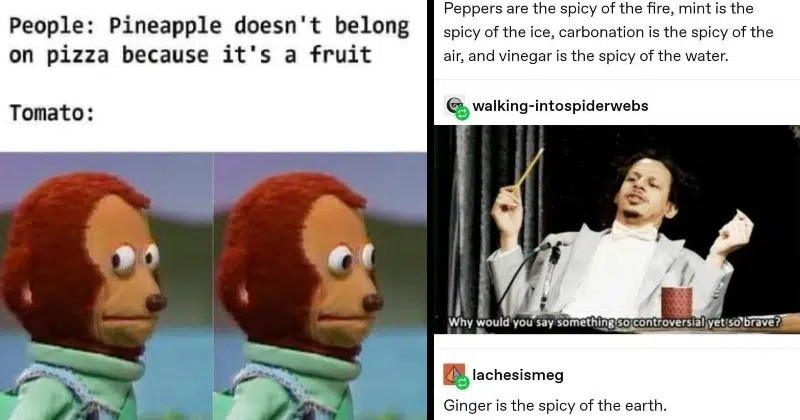 People: Pineapple doesn't belong
on pizza because it's a fruit
Tomato:
Peppers are the spicy of the fire, mint is the
spicy of the ice, carbonation is the spicy of the
air, and vinegar is the spicy of the water.
walking-intospiderwebs
Why would you say something so controversial yet so brave?
lachesismeg
Ginger is the spicy of the earth.